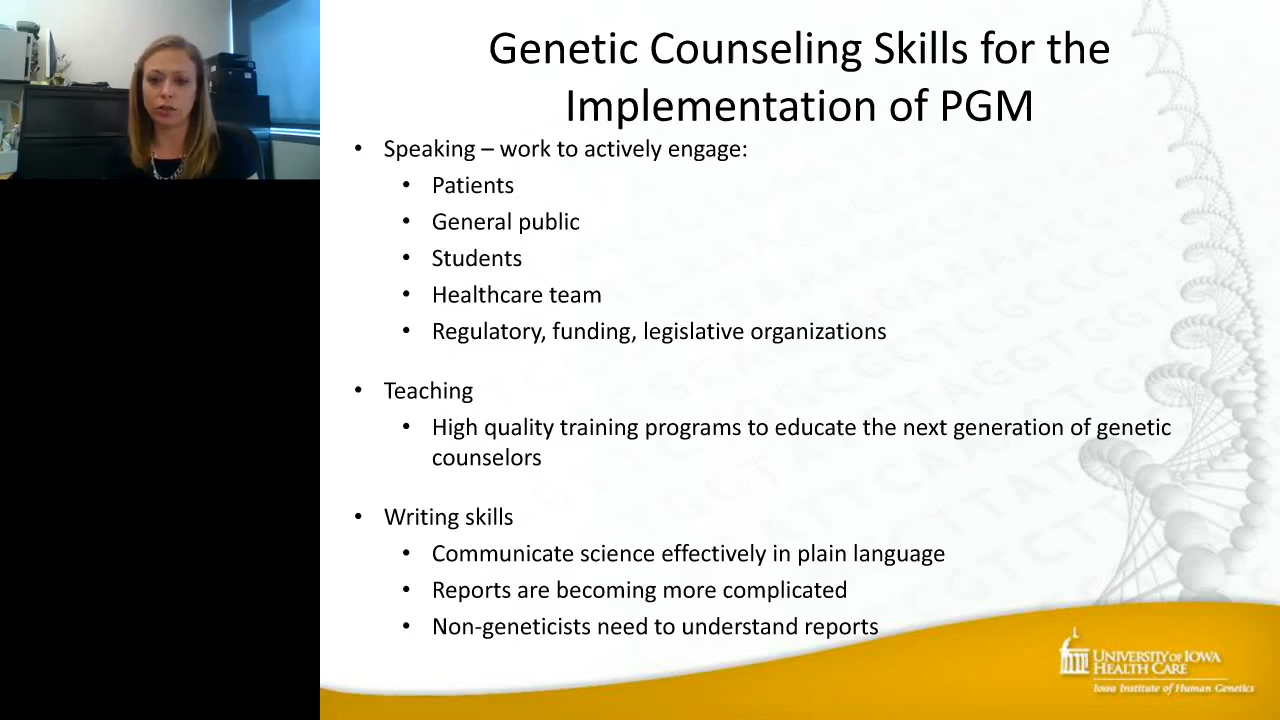 Genetic Counseling Skills for the
Implementation of PGM
• Speaking – work to actively engage:
• Patients
• General public
• Students
• Healthcare team
• Regulatory, funding, legislative organizations
• Teaching
• High quality training programs to educate the next generation of genetic
counselors
• Writing skills
• Communicate science effectively in plain language
• Reports are becoming more complicated
• Non-geneticists need to understand reports
UNIVERSITY OF IOWA
HEALTH CARE
Iowa Institute of Human Genetics